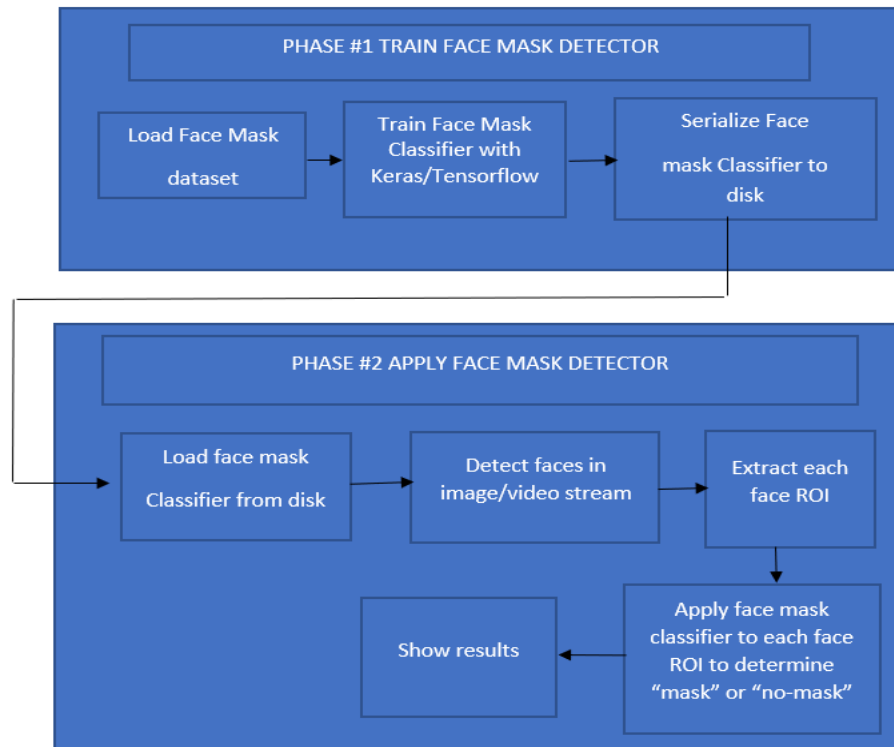 PHASE #1 TRAIN FACE MASK DETECTOR
Load Face Mask
dataset
Train Face Mask
Classifier with
Keras/Tensorflow
Serialize Face
mask Classifier to
disk
PHASE #2 APPLY FACE MASK DETECTOR
Load face mask
Classifier from disk
Detect faces in
image/video stream
Extract each
face ROI
Apply face mask
classifier to each face
ROI to determine
“mask” or “no-mask”
Show results